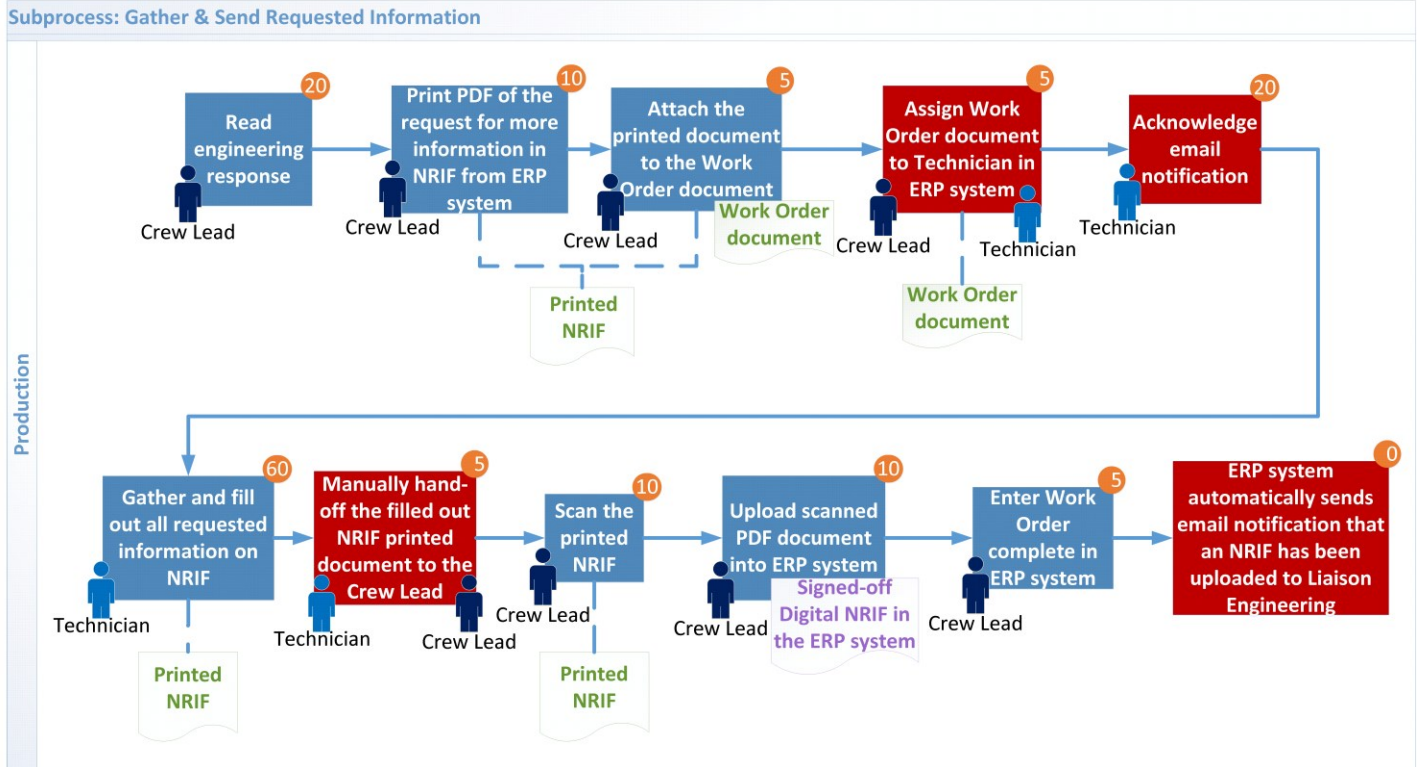 Subprocess: Gather & Send Requested Information
Production
20
Read
engineering
response
Crew Lead
10
Print PDF of the
request for more
information in
NRIF from ERP
system
Crew Lead
5
Attach the
printed document
to the Work
Order document
Crew Lead
Work Order
document
Printed
NRIF
5
Assign Work
Order document
to Technician in
ERP system
Crew Lead
Technician
Work Order
document
20
Acknowledge
email
notification
Technician
60
Gather and fill
out all requested
information on
NRIF
Technician
Printed
NRIF
5
Manually hand-
off the filled out
NRIF printed
document to the
Crew Lead
Technician
Crew Lead
10
Scan the
printed
NRIF
Crew Lead
Printed
NRIF
10
Upload scanned
PDF document
into ERP system
Crew Lead
Signed-off
Digital NRIF in
the ERP system
5
Enter Work
Order
complete in
ERP system
Crew Lead
0
ERP system
automatically sends
email notification that
an NRIF has been
uploaded to Liaison
Engineering